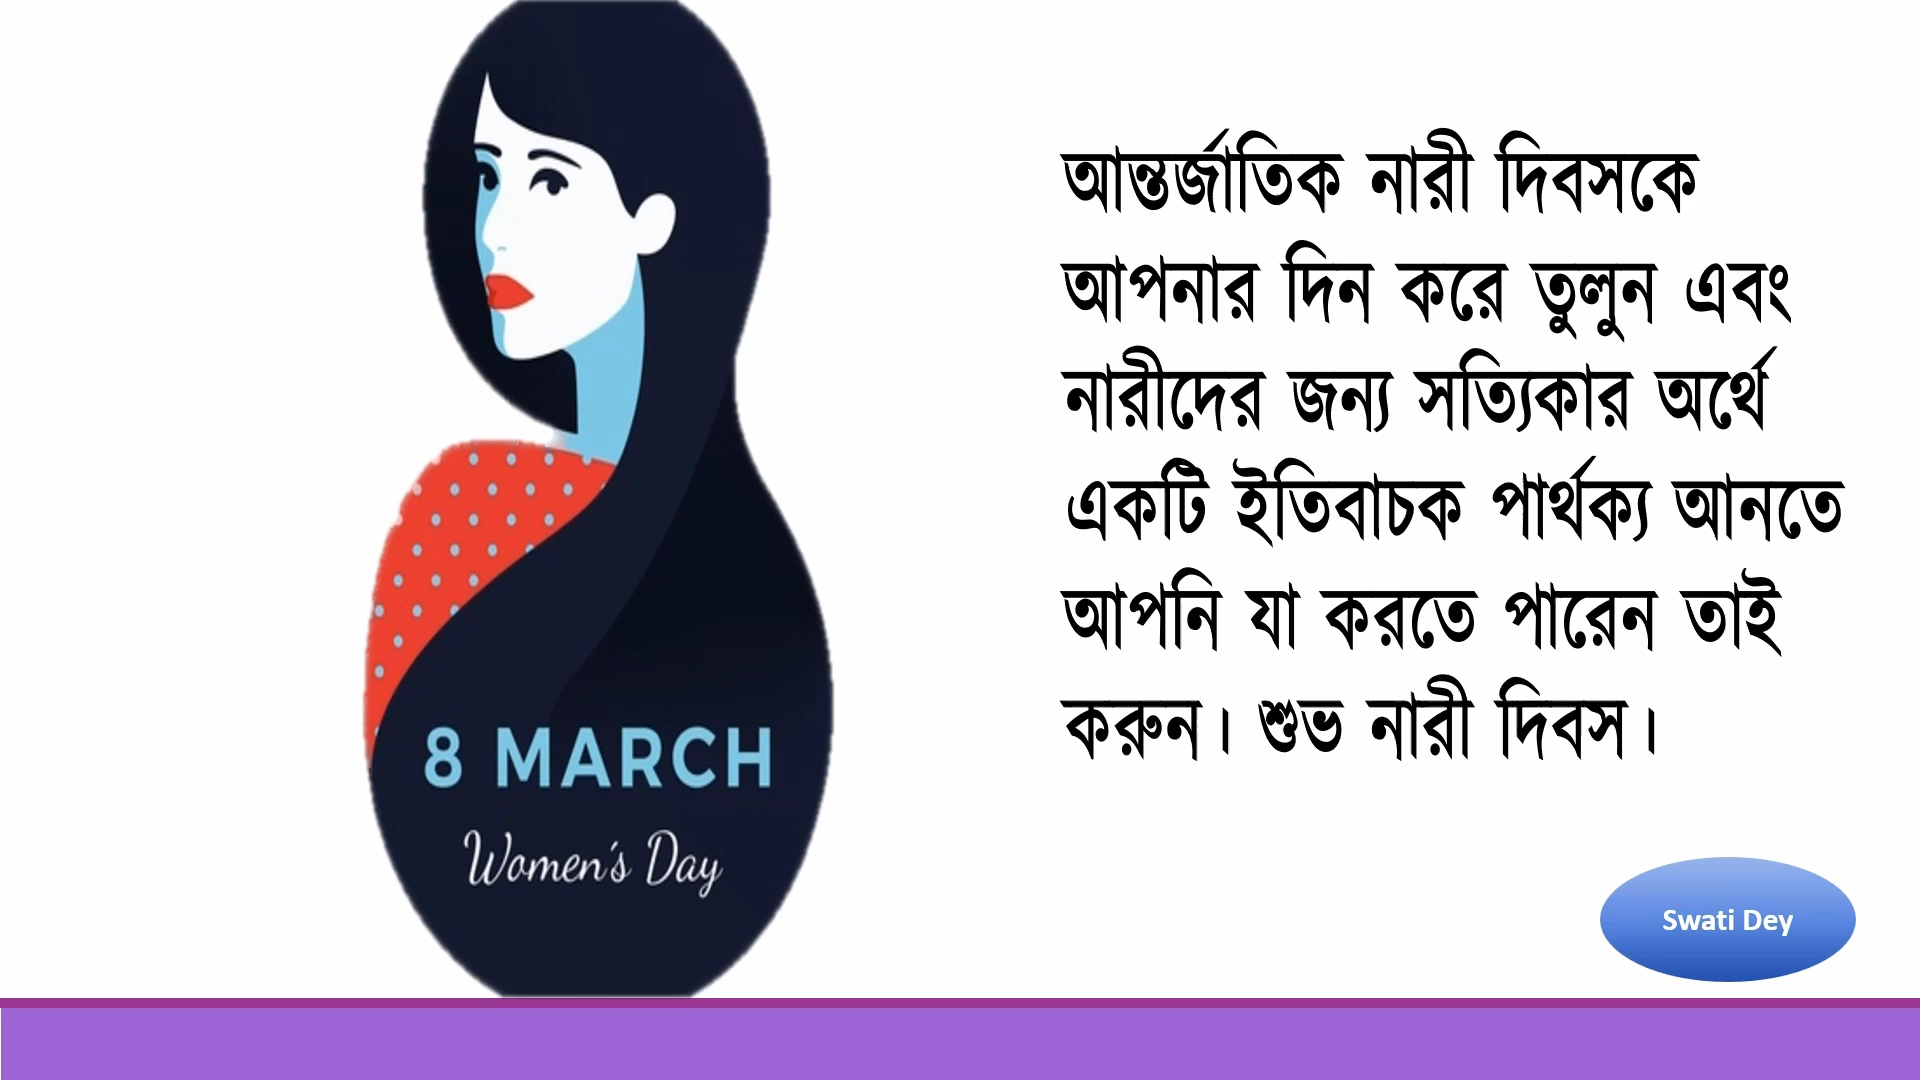 8 MARCH
Women's Day
আন্তর্জাতিক নারী দিবসকে
আপনার দিন করে তুলুন এবং
নারীদের জন্য সত্যিকার অর্থে
একটি ইতিবাচক পার্থক্য আনতে
আপনি যা করতে পারেন তাই
করুন। শুভ নারী দিবস।
Swati Dey